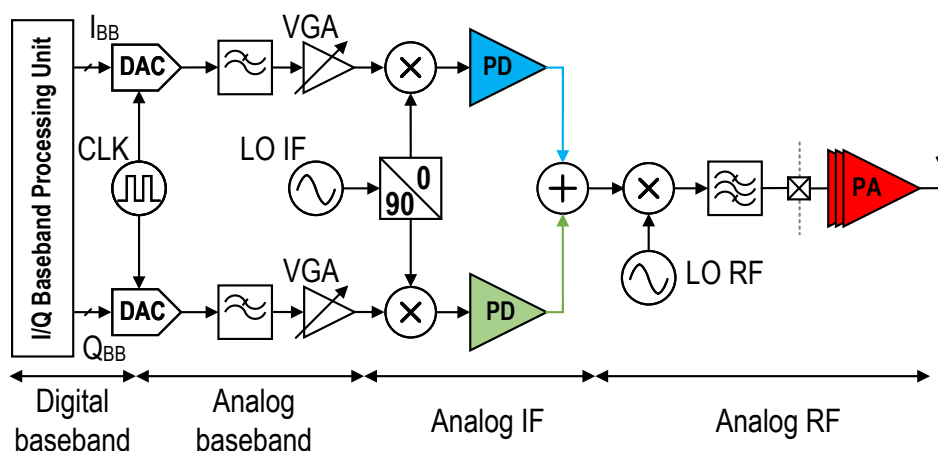 I/Q Baseband Processing Unit
IBB
VGA
DAC
PD
CLK
LO IF
0
90
PA
VGA
LO RF
DAC
PD
QBB
Digital
baseband
Analog
baseband
Analog IF
Analog RF